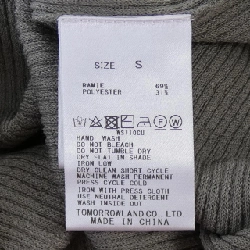 SIZE S
RAMIE 69%
POLYESTER 31%
HAND WASH
DO NOT BLEACH
DO NOT TUMBLE DRY
DRY FLAT IN SHADE
IRON LOW
DRY CLEAN SHORT CYCLE
MACHINE WASH PERMANENT
PRESS CYCLE COLD
IRON WITH PRESS CLOTH
USE NEUTRAL DETERGENT
WASH INSIDE OUT
TOMORROWLAND CO., LTD.
MADE IN CHINA